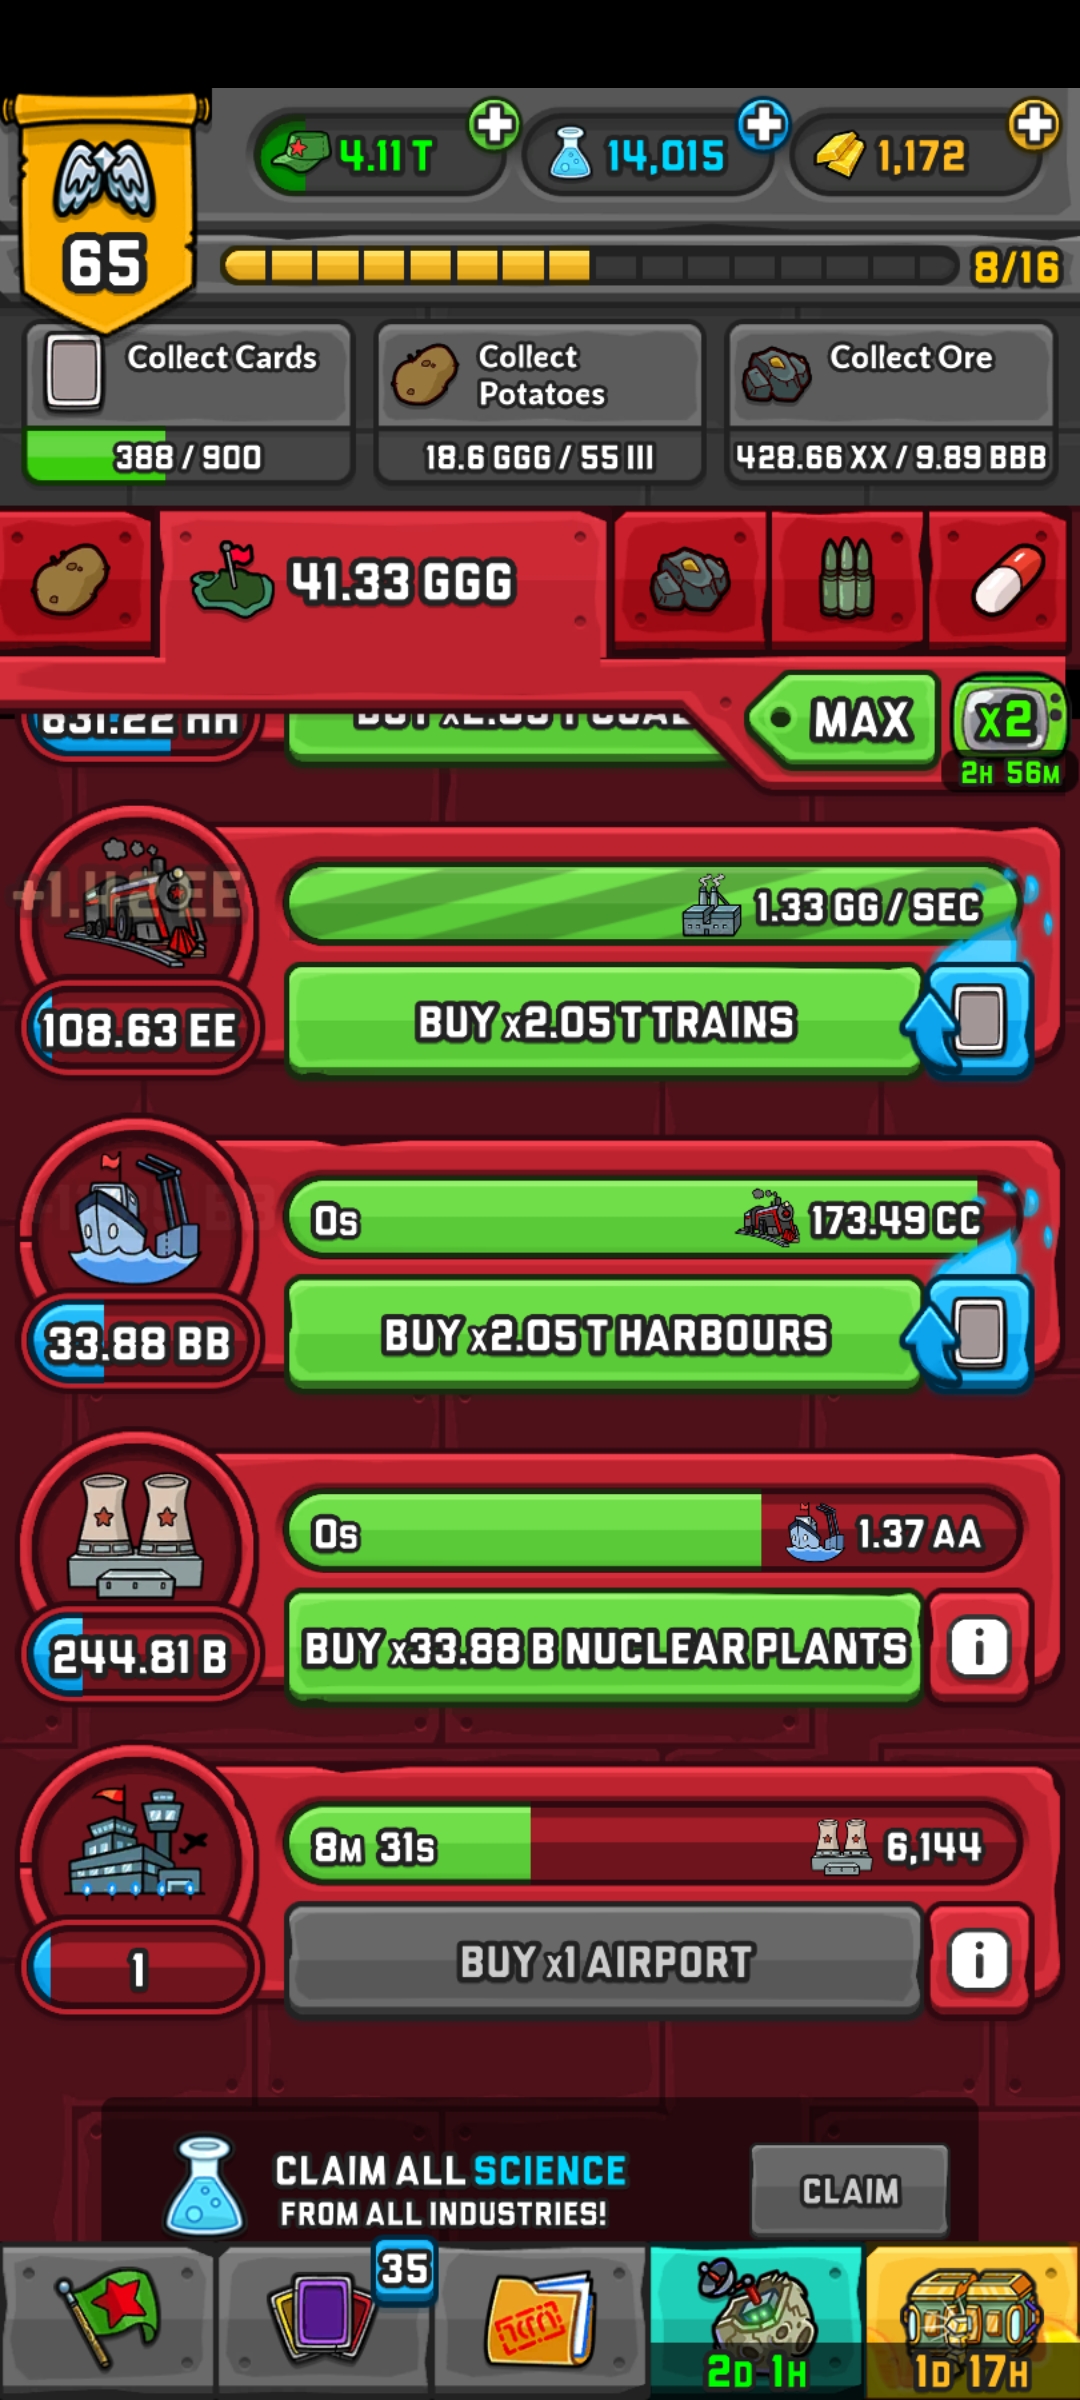 4.11 T
14,015
1,172
65
8/16
Collect Cards
388 / 900
Collect
Potatoes
18.6 GGG / 55 III
Collect Ore
428.66 XX / 9.89 BBB
41.33 GGG
MAX
x2
2H 56M
631.22 HH
1.33 GG / SEC
108.63 EE
BUY x2.05 T TRAINS
0s
173.49 CC
33.88 BB
BUY x2.05 T HARBOURS
0s
1.37 AA
244.81 B
BUY x33.88 B NUCLEAR PLANTS
i
8M 31s
6,144
1
BUY x1 AIRPORT
i
CLAIM ALL SCIENCE
FROM ALL INDUSTRIES!
CLAIM
35
2D 1H
1D 17H